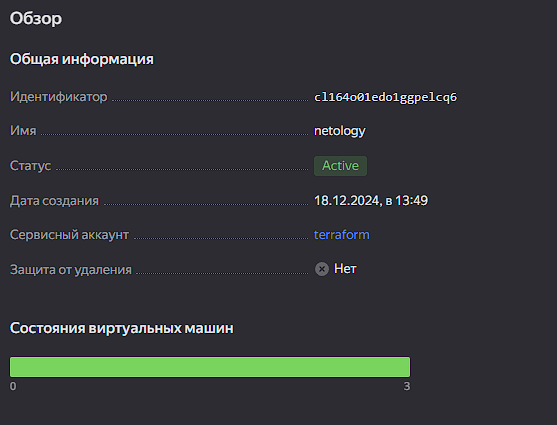 Обзор
Общая информация
Идентификатор cl164o01edo1ggpelcq6
Имя netology
Статус Active
Дата создания 18.12.2024, в 13:49
Сервисный аккаунт terraform
Защита от удаления Нет
Состояния виртуальных машин
0 3